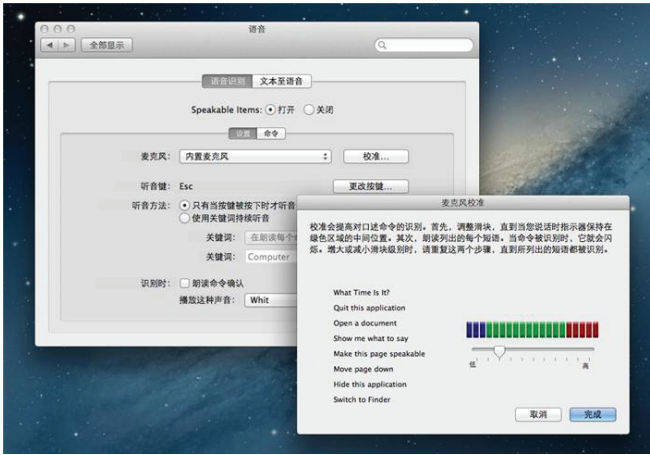 语音
全部显示
语音识别 文本至语音
Speakable Items: 打开 关闭
设置 命令
麦克风: 内置麦克风 校准...
听音键: Esc 更改按键...
听音方法: 只有当按键被按下时才听音
使用关键词持续听音
关键词: 在朗读每个
关键词: Computer
识别时: 朗读命令确认
播放这种声音: Whit
麦克风校准
校准会提高对口述命令的识别。首先，调整滑块，直到当您说话时指示器保持在
绿色区域的中间位置。其次，朗读列出的每个短语。当命令被识别时，它就会闪
烁。增大或减小滑块级别时，请重复这两个步骤，直到所列出的短语都被识别。
What Time Is It?
Quit this application
Open a document
Show me what to say
Make this page speakable
Move page down
Hide this application
Switch to Finder
低 高
取消 完成